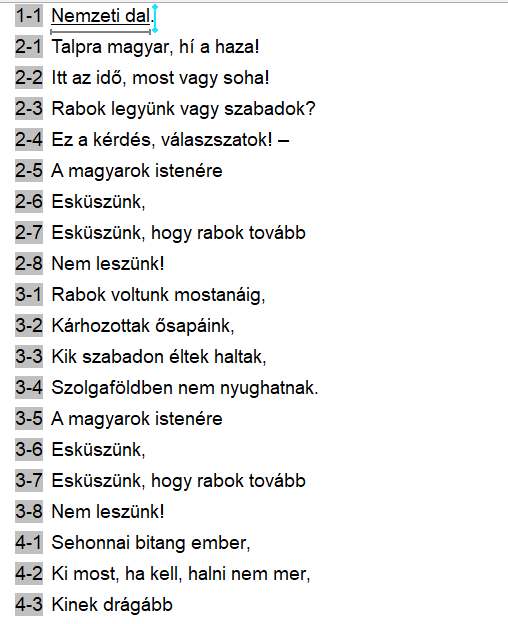 1-1 Nemzeti dal.
2-1 Talpra magyar, hí a haza!
2-2 Itt az idő, most vagy soha!
2-3 Rabok legyünk vagy szabadok?
2-4 Ez a kérdés, válaszszatok! –
2-5 A magyarok istenére
2-6 Esküszünk,
2-7 Esküszünk, hogy rabok tovább
2-8 Nem leszünk!
3-1 Rabok voltunk mostanáig,
3-2 Kárhozottak ősapáink,
3-3 Kik szabadon éltek haltak,
3-4 Szolgaföldben nem nyughatnak.
3-5 A magyarok istenére
3-6 Esküszünk,
3-7 Esküszünk, hogy rabok tovább
3-8 Nem leszünk!
4-1 Sehonnai bitang ember,
4-2 Ki most, ha kell, halni nem mer,
4-3 Kinek drágább